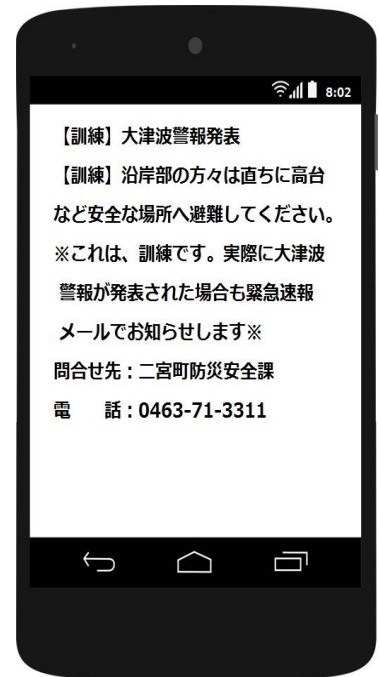 8:02
【訓練】大津波警報発表
【訓練】沿岸部の方々は直ちに高台
など安全な場所へ避難してください。
※これは、訓練です。実際に大津波
警報が発表された場合も緊急速報
メールでお知らせします※
問合せ先：二宮町防災安全課
電　　話：0463-71-3311